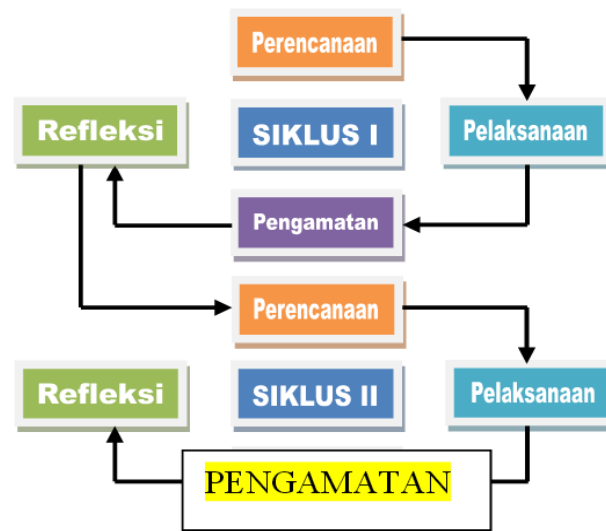 Perencanaan
Refleksi
SIKLUS I
Pelaksanaan
Pengamatan
Perencanaan
Refleksi
SIKLUS II
Pelaksanaan
PENGAMATAN